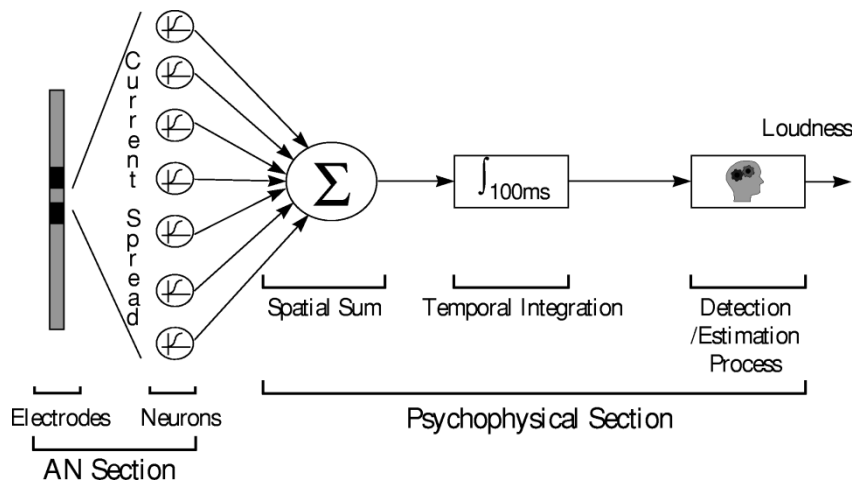 Current Spread
Σ
∫100ms
Loudness
Spatial Sum
Temporal Integration
Detection
/Estimation
Process
Electrodes
Neurons
Psychophysical Section
AN Section